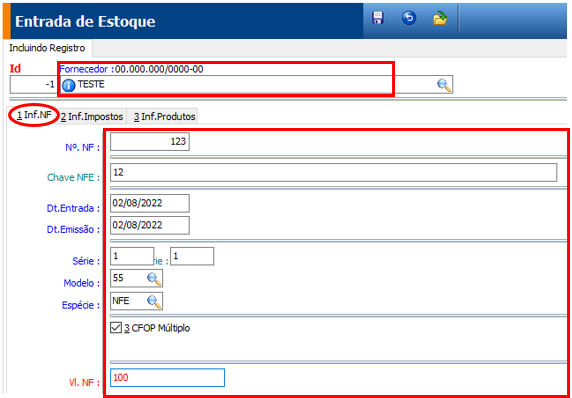 Entrada de Estoque
Incluindo Registro
Id Fornecedor :00.000.000/0000-00
-1 TESTE
1 Inf.NF 2 Inf.Impostos 3 Inf.Produtos
Nº. NF : 123
Chave NFE : 12
Dt.Entrada : 02/08/2022
Dt.Emissão : 02/08/2022
Série : 1 rie : 1
Modelo : 55
Espécie : NFE
3 CFOP Múltiplo
Vl. NF : 100